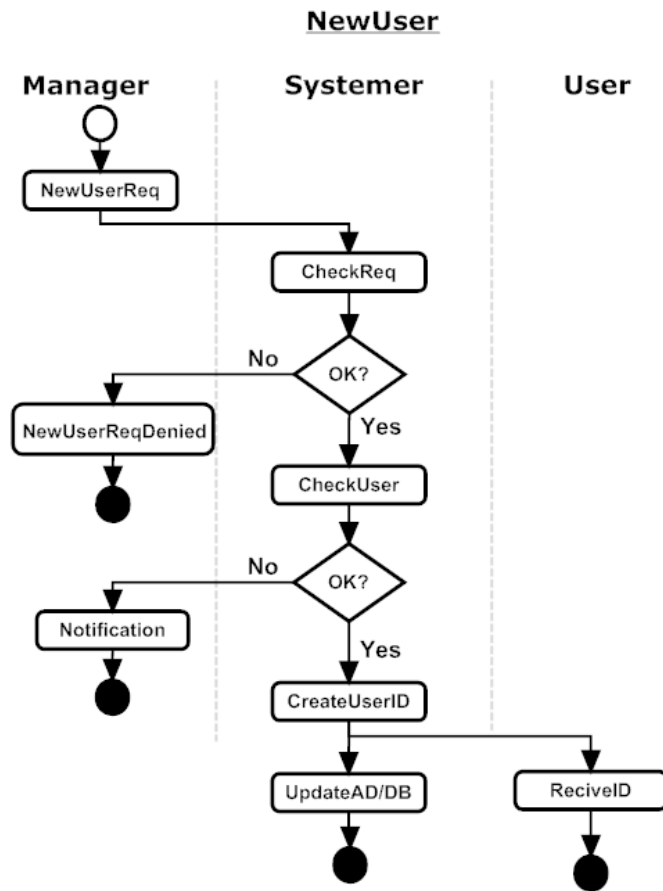 NewUser
Manager
Systemer
User
NewUserReq
CheckReq
No
OK?
NewUserReqDenied
Yes
CheckUser
No
OK?
Notification
Yes
CreateUserID
UpdateAD/DB
ReciveID